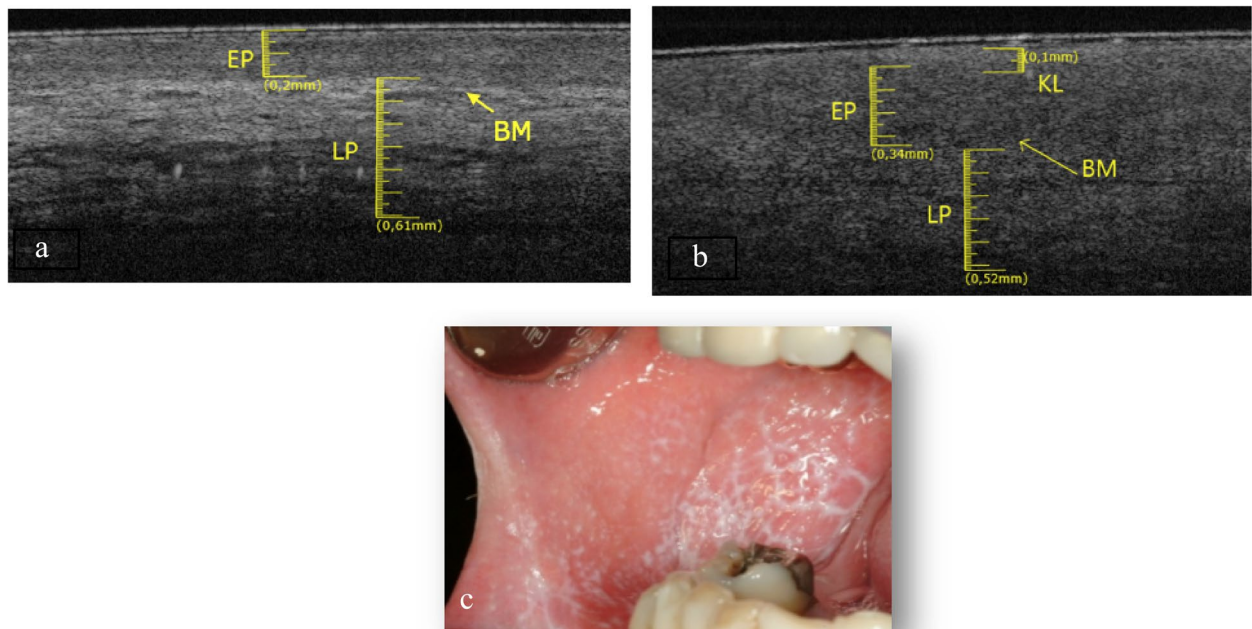 EP
(0,2mm)
BM
LP
(0,61mm)
a
(0,1mm)
KL
EP
(0,34mm)
BM
LP
(0,52mm)
b
c